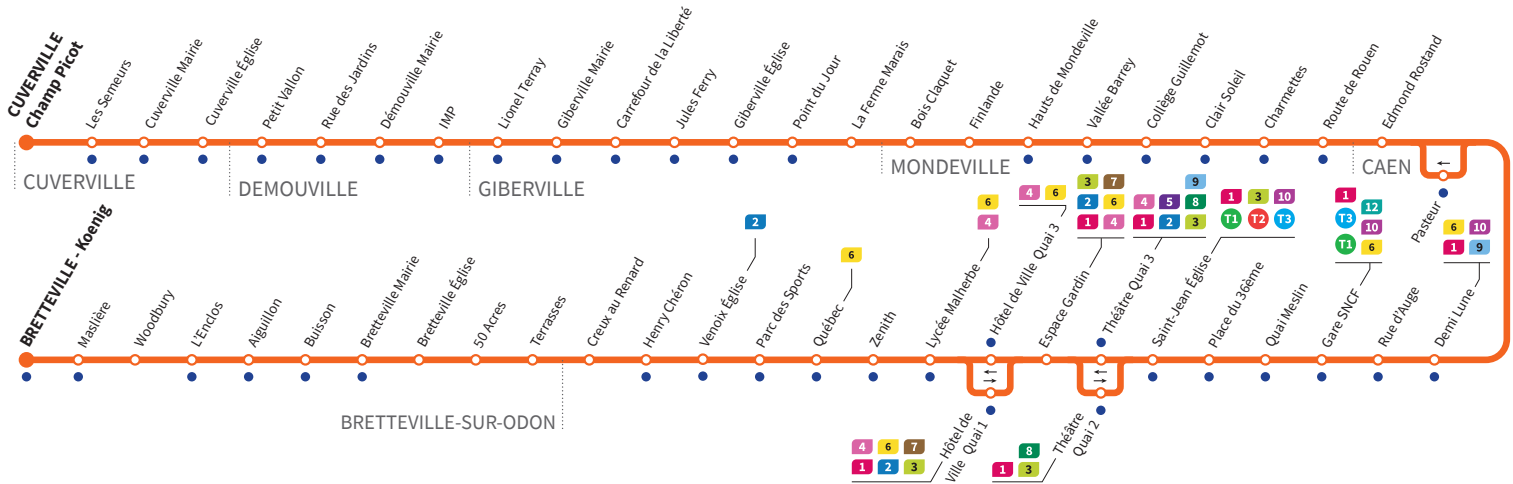 CUVERVILLE
Champ Picot
Les Semeurs
Cuverville Mairie
Cuverville Église
Petit Vallon
Rue des Jardins
Démouville Mairie
IMP
Lionel Terray
Giberville Mairie
Carrefour de la Liberté
Jules Ferry
Giberville Église
Point du Jour
La Ferme Marais
Bois Claquet
Finlande
Hauts de Mondeville
Vallée Barrey
Collège Guillemot
Clair Soleil
Charmettes
Route de Rouen
Edmond Rostand
CUVERVILLE
DEMOUVILLE
GIBERVILLE
MONDEVILLE
CAEN
Pasteur
BRETTEVILLE - Koenig
Maslière
Woodbury
L'Enclos
Aiguillon
Buisson
Bretteville Mairie
Bretteville Église
50 Acres
Terrasses
Creux au Renard
Henry Chéron
2
Venoix Église
Parc des Sports
6
Québec
Zenith
6
4
Lycée Malherbe
4 6
Hôtel de Ville Quai 3
3 7
2 6
1 4
Espace Gardin
9
4 5 8
1 2 3
Théâtre Quai 3
1 3 10
T1 T2 T3
Saint-Jean Église
Place du 36ème
Quai Meslin
1
12
T3
10
T1 6
Gare SNCF
Rue d'Auge
6 10
1 9
Demi Lune
BRETTEVILLE-SUR-ODON
4 6 7
1 2 3
Hôtel de
Ville Quai 1
8
1 3
Théâtre
Quai 2